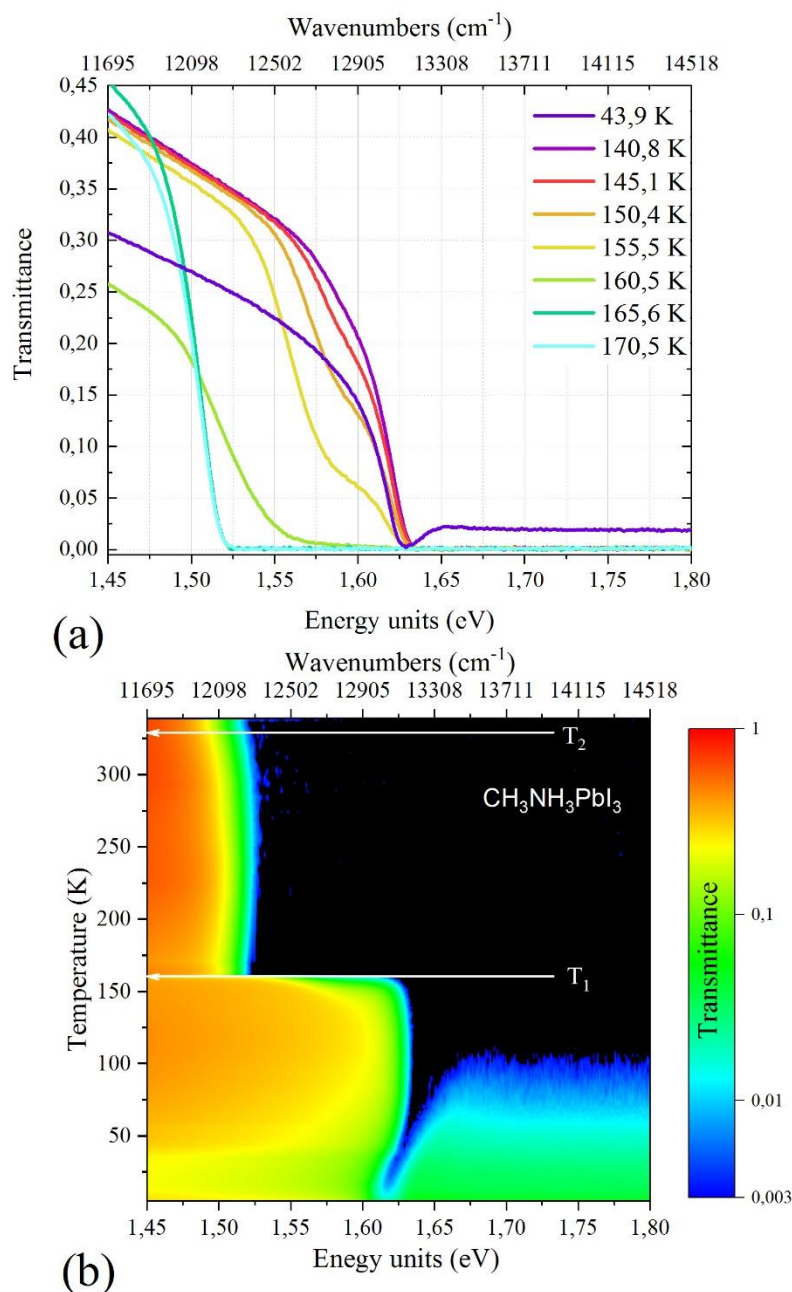 Wavenumbers (cm⁻¹)
11695 12098 12502 12905 13308 13711 14115 14518
0,45
0,40
0,35
0,30
0,25
0,20
0,15
0,10
0,05
0,00
Transmittance
43,9 K
140,8 K
145,1 K
150,4 K
155,5 K
160,5 K
165,6 K
170,5 K
1,45 1,50 1,55 1,60 1,65 1,70 1,75 1,80
Energy units (eV)
(a)
Wavenumbers (cm⁻¹)
11695 12098 12502 12905 13308 13711 14115 14518
T₂
CH₃NH₃PbI₃
T₁
300
250
200
150
100
50
Temperature (K)
1
0,1
0,01
0,003
Transmittance
1,45 1,50 1,55 1,60 1,65 1,70 1,75 1,80
Enegy units (eV)
(b)